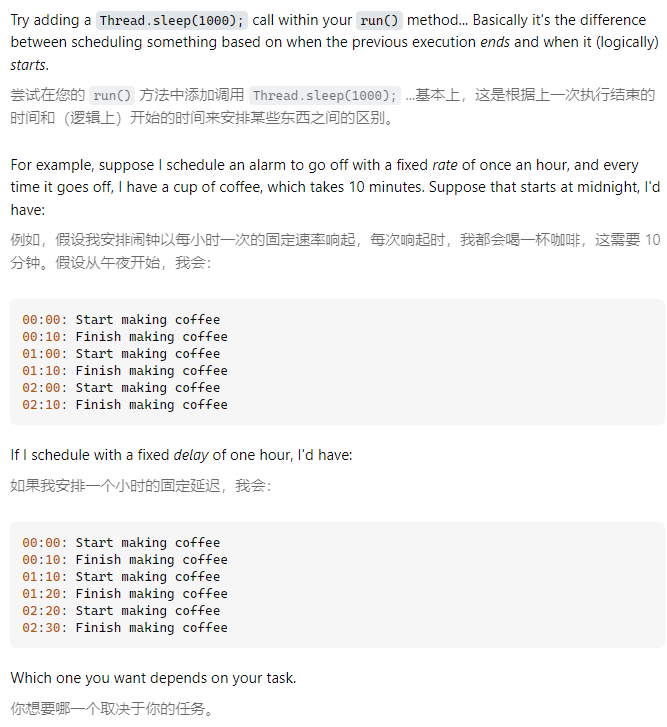 Try adding a Thread.sleep(1000); call within your run() method... Basically it's the difference
between scheduling something based on when the previous execution ends and when it (logically)
starts.
尝试在您的 run() 方法中添加调用 Thread.sleep(1000); ...基本上，这是根据上一次执行结束的
时间和（逻辑上）开始的时间来安排某些东西之间的区别。
For example, suppose I schedule an alarm to go off with a fixed rate of once an hour, and every
time it goes off, I have a cup of coffee, which takes 10 minutes. Suppose that starts at midnight, I'd
have:
例如，假设我安排闹钟以每小时一次的固定速率响起，每次响起时，我都会喝一杯咖啡，这需要 10
分钟。假设从午夜开始，我会：
00:00: Start making coffee
00:10: Finish making coffee
01:00: Start making coffee
01:10: Finish making coffee
02:00: Start making coffee
02:10: Finish making coffee
If I schedule with a fixed delay of one hour, I'd have:
如果我安排一个小时的固定延迟，我会：
00:00: Start making coffee
00:10: Finish making coffee
01:10: Start making coffee
01:20: Finish making coffee
02:20: Start making coffee
02:30: Finish making coffee
Which one you want depends on your task.
你想要哪一个取决于你的任务。